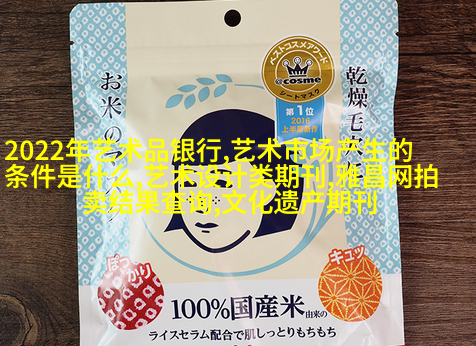 ベストコスメアワード
@cosme
シートマスク
第1位
2018
上半期新作
乾燥毛穴
お米の
2022年艺术品银行,艺术市场产生的
条件是什么,艺术设计类期刊,雅昌网拍
卖结果查询,文化遗产期刊
ぽっかり
キュッ
100%国産米由来の
ライスセラム配合で肌しっとりもちもち